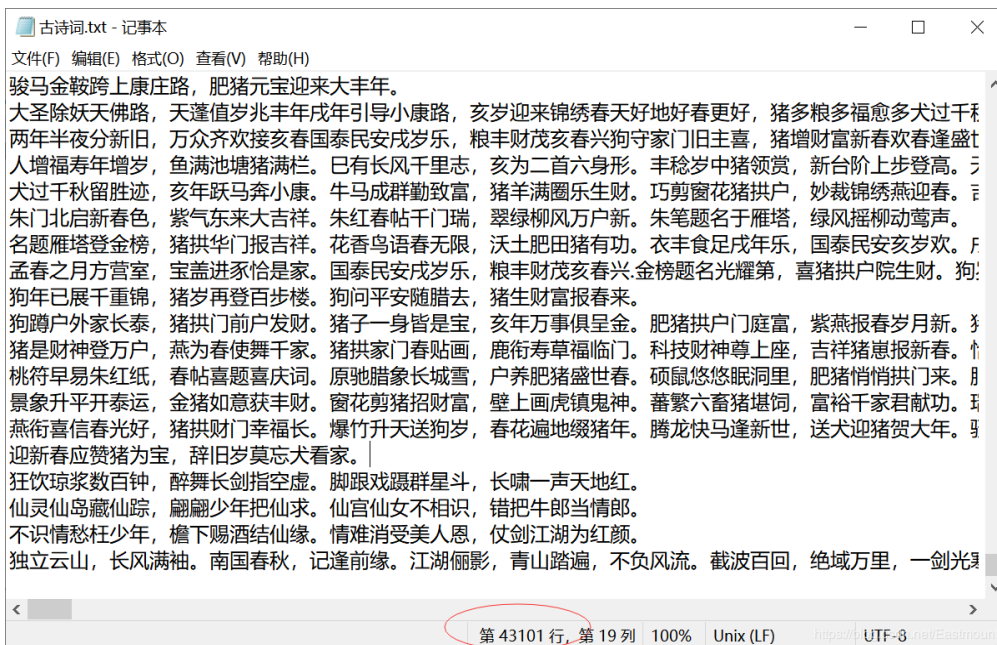 古诗词.txt - 记事本
文件(F) 编辑(E) 格式(O) 查看(V) 帮助(H)
骏马金鞍跨上康庄路，肥猪元宝迎来大丰年。
大圣除妖天佛路，天蓬值岁兆丰年戌年引导小康路，亥岁迎来锦绣春天好地好春更好，猪多粮多福愈多犬过千
两年半夜分新旧，万众齐欢接亥春国泰民安戌岁乐，粮丰财茂亥春兴狗守家门旧主喜，猪增财富新春欢春逢盛
人增福寿年增岁，鱼满池塘猪满栏。巳有长风千里志，亥为二首六身形。丰稔岁中猪领赏，新台阶上步登高。
犬过千秋留胜迹，亥年跃马奔小康。牛马成群勤致富，猪羊满圈乐生财。巧剪窗花猪拱户，妙裁锦绣燕迎春。
朱门北启新春色，紫气东来大吉祥。朱红春帖千门瑞，翠绿柳风万户新。朱笔题名于雁塔，绿风摇柳动莺声。
名题雁塔登金榜，猪拱华门报吉祥。花香鸟语春无限，沃土肥田猪有功。衣丰食足戌年乐，国泰民安亥岁欢。
孟春之月方营室，宝盖进豕恰是家。国泰民安戌岁乐，粮丰财茂亥春兴.金榜题名光耀第，喜猪拱户院生财。狗
狗年已展千重锦，猪岁再登百步楼。狗问平安随腊去，猪生财富报春来。
狗蹲户外家长泰，猪拱门前户发财。猪子一身皆是宝，亥年万事俱呈金。肥猪拱户门庭富，紫燕报春岁月新。
猪是财神登万户，燕为春使舞千家。猪拱家门春贴画，鹿衔寿草福临门。科技财神尊上座，吉祥猪崽报新春。
桃符早易朱红纸，春帖喜题喜庆词。原驰腊象长城雪，户养肥猪盛世春。硕鼠悠悠眠洞里，肥猪悄悄拱门来。
景象升平开泰运，金猪如意获丰财。窗花剪猪招财富，壁上画虎镇鬼神。蕃繁六畜猪堪饲，富裕千家君献功。
燕衔喜信春光好，猪拱财门幸福长。爆竹升天送狗岁，春花遍地缀猪年。腾龙快马逢新世，送犬迎猪贺大年。
迎新春应赞猪为宝，辞旧岁莫忘犬看家。
狂饮琼浆数百钟，醉舞长剑指空虚。脚跟戏蹑群星斗，长啸一声天地红。
仙灵仙岛藏仙踪，翩翩少年把仙求。仙宫仙女不相识，错把牛郎当情郎。
不识情愁枉少年，檐下赐酒结仙缘。情难消受美人恩，仗剑江湖为红颜。
独立云山，长风满袖。南国春秋，记逢前缘。江湖俪影，青山踏遍，不负风流。截波百回，绝域万里，一剑光
第 43101 行，第 19 列 100% Unix (LF) UTF-8